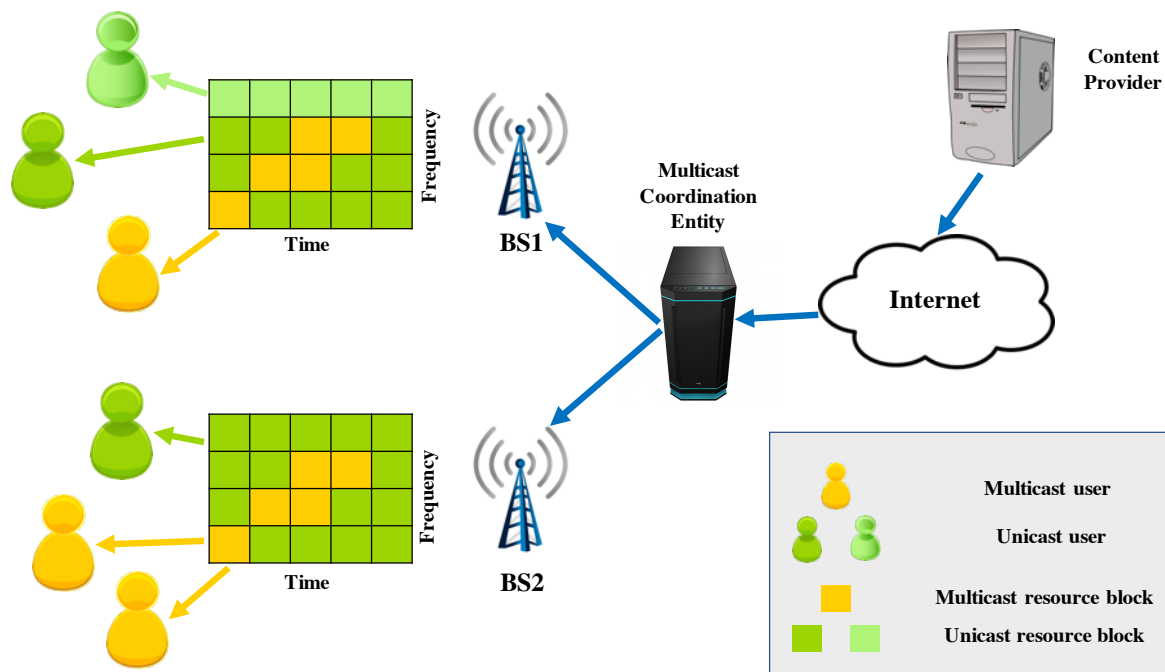 Content
Provider
Frequency
Multicast
Coordination
Entity
Time
BS1
Internet
Frequency
Time
BS2
Multicast user
Unicast user
Multicast resource block
Unicast resource block